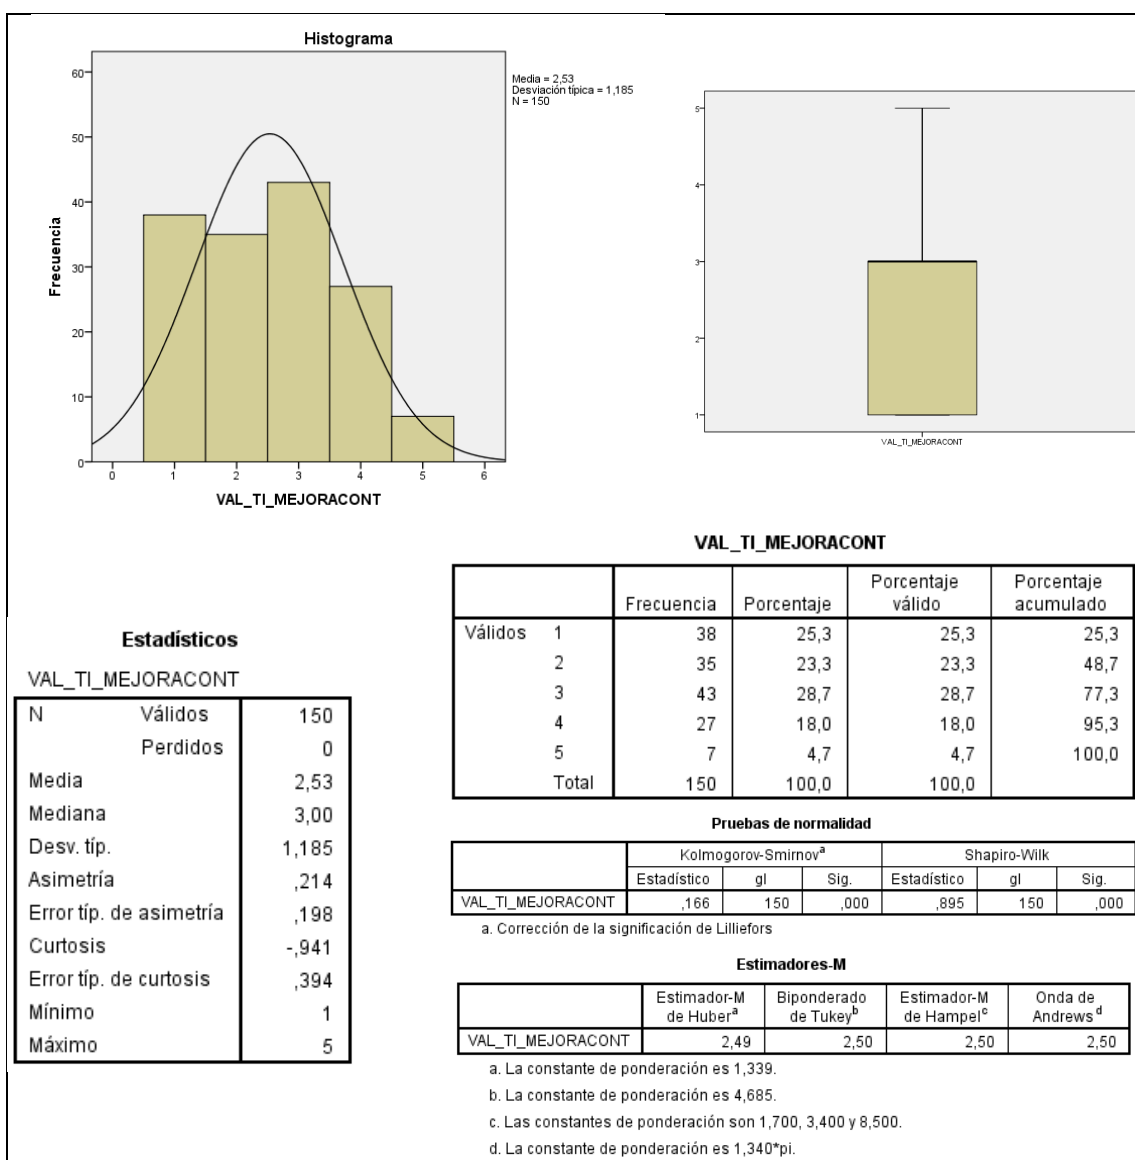 Histograma
Media = 2,53
Desviación típica = 1,185
N = 150
60
50
40
30
20
10
0
Frecuencia
0 1 2 3 4 5 6
VAL_TI_MEJORACONT
5
4
3
2
1
VAL_TI_MEJORACONT
VAL_TI_MEJORACONT
Frecuencia Porcentaje Porcentaje válido Porcentaje acumulado
Válidos 1 38 25,3 25,3 25,3
2 35 23,3 23,3 48,7
3 43 28,7 28,7 77,3
4 27 18,0 18,0 95,3
5 7 4,7 4,7 100,0
Total 150 100,0 100,0
Estadísticos
VAL_TI_MEJORACONT
N Válidos 150
Perdidos 0
Media 2,53
Mediana 3,00
Desv. típ. 1,185
Asimetría ,214
Error típ. de asimetría ,198
Curtosis -,941
Error típ. de curtosis ,394
Mínimo 1
Máximo 5
Pruebas de normalidad
Kolmogorov-Smirnov a Shapiro-Wilk
Estadístico gl Sig. Estadístico gl Sig.
VAL_TI_MEJORACONT ,166 150 ,000 ,895 150 ,000
a. Corrección de la significación de Lilliefors
Estimadores-M
Estimador-M de Huber a Biponderado de Tukey b Estimador-M de Hampel c Onda de Andrews d
VAL_TI_MEJORACONT 2,49 2,50 2,50 2,50
a. La constante de ponderación es 1,339.
b. La constante de ponderación es 4,685.
c. Las constantes de ponderación son 1,700, 3,400 y 8,500.
d. La constante de ponderación es 1,340*pi.